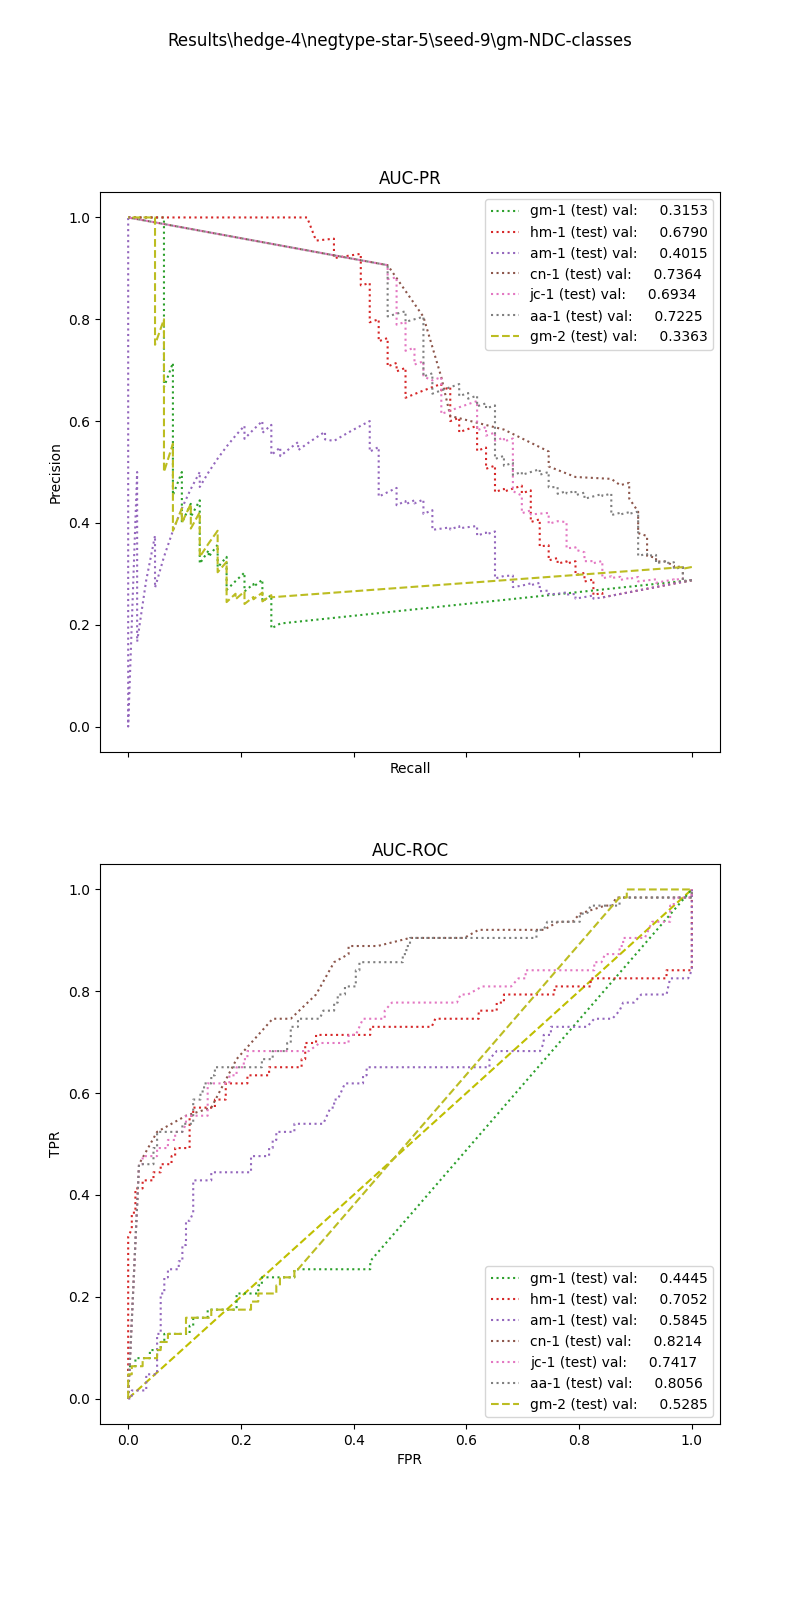 Results\hedge-4\negtype-star-5\seed-9\gm-NDC-classes
AUC-PR
1.0
0.8
0.6
0.4
0.2
0.0
Precision
gm-1 (test) val: 0.3153
hm-1 (test) val: 0.6790
am-1 (test) val: 0.4015
cn-1 (test) val: 0.7364
jc-1 (test) val: 0.6934
aa-1 (test) val: 0.7225
gm-2 (test) val: 0.3363
Recall
AUC-ROC
1.0
0.8
0.6
0.4
0.2
0.0
TPR
gm-1 (test) val: 0.4445
hm-1 (test) val: 0.7052
am-1 (test) val: 0.5845
cn-1 (test) val: 0.8214
jc-1 (test) val: 0.7417
aa-1 (test) val: 0.8056
gm-2 (test) val: 0.5285
0.0 0.2 0.4 0.6 0.8 1.0
FPR